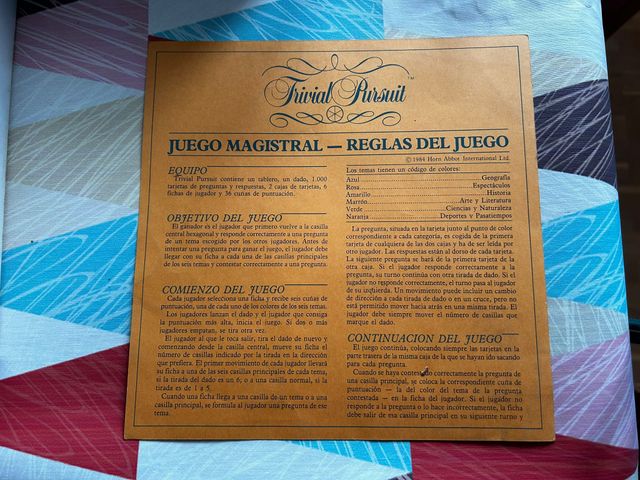 Trivial Pursuit™
JUEGO MAGISTRAL — REGLAS DEL JUEGO
© 1984 Horn Abbot International Ltd.
EQUIPO
Trivial Pursuit contiene un tablero, un dado, 1.000
tarjetas de preguntas y respuestas, 2 cajas de tarjetas, 6
fichas de jugador y 36 cuñas de puntuación.
OBJETIVO DEL JUEGO
El ganador es el jugador que primero vuelve a la casilla
central hexagonal y responde correctamente a una pregunta
de un tema escogido por los otros jugadores. Antes de
intentar una pregunta para ganar el juego, el jugador debe
llegar con su ficha a cada una de las casillas principales
de los seis temas y contestar correctamente a una pregunta.
COMIENZO DEL JUEGO
Cada jugador selecciona una ficha y recibe seis cuñas de
puntuación, una de cada uno de los colores de los seis temas.
Los jugadores lanzan el dado y el jugador que consiga
la puntuación más alta, inicia el juego. Si dos o más
jugadores empatan, se tira otra vez.
El jugador al que le toca salir, tira el dado de nuevo y
comenzando desde la casilla central, mueve su ficha el
número de casillas indicado por la tirada en la dirección
que prefiera. El primer movimiento de cada jugador llevará
su ficha a una de las seis casillas principales de cada tema,
si la tirada del dado es un 6; o a una casilla normal, si la
tirada es de 1 a 5.
Cuando una ficha llega a una casilla de un tema o a una
casilla principal, se formula al jugador una pregunta de ese
tema.
Los temas tienen un código de colores:
Azul Geografía
Rosa Espectáculos
Amarillo Historia
Marrón Arte y Literatura
Verde Ciencias y Naturaleza
Naranja Deportes y Pasatiempos
La pregunta, situada en la tarjeta junto al punto de color
correspondiente a cada categoría, es cogida de la primera
tarjeta de cualquiera de las dos cajas y ha de ser leída por
otro jugador. Las respuestas están al dorso de cada tarjeta.
La siguiente pregunta se hará de la primera tarjeta de la
otra caja. Si el jugador responde correctamente a la
pregunta, su turno continúa con otra tirada de dado. Si el
jugador no responde correctamente, el turno pasa al jugador
de su izquierda. Un movimiento puede incluir un cambio
de dirección a cada tirada de dado o en un cruce, pero no
está permitido mover hacia atrás en una misma tirada. El
jugador debe siempre mover el número de casillas que
marque el dado.
CONTINUACION DEL JUEGO
El juego continúa, colocando siempre las tarjetas en la
parte trasera de la misma caja de la que se hayan ido sacando
para cada pregunta.
Cuando se haya contestado correctamente la pregunta de
una casilla principal, se coloca la correspondiente cuña de
puntuación — la del color del tema de la pregunta
contestada — en la ficha del jugador. Si el jugador no
responde a la pregunta o lo hace incorrectamente, la ficha
debe salir de esa casilla principal en su siguiente turno y